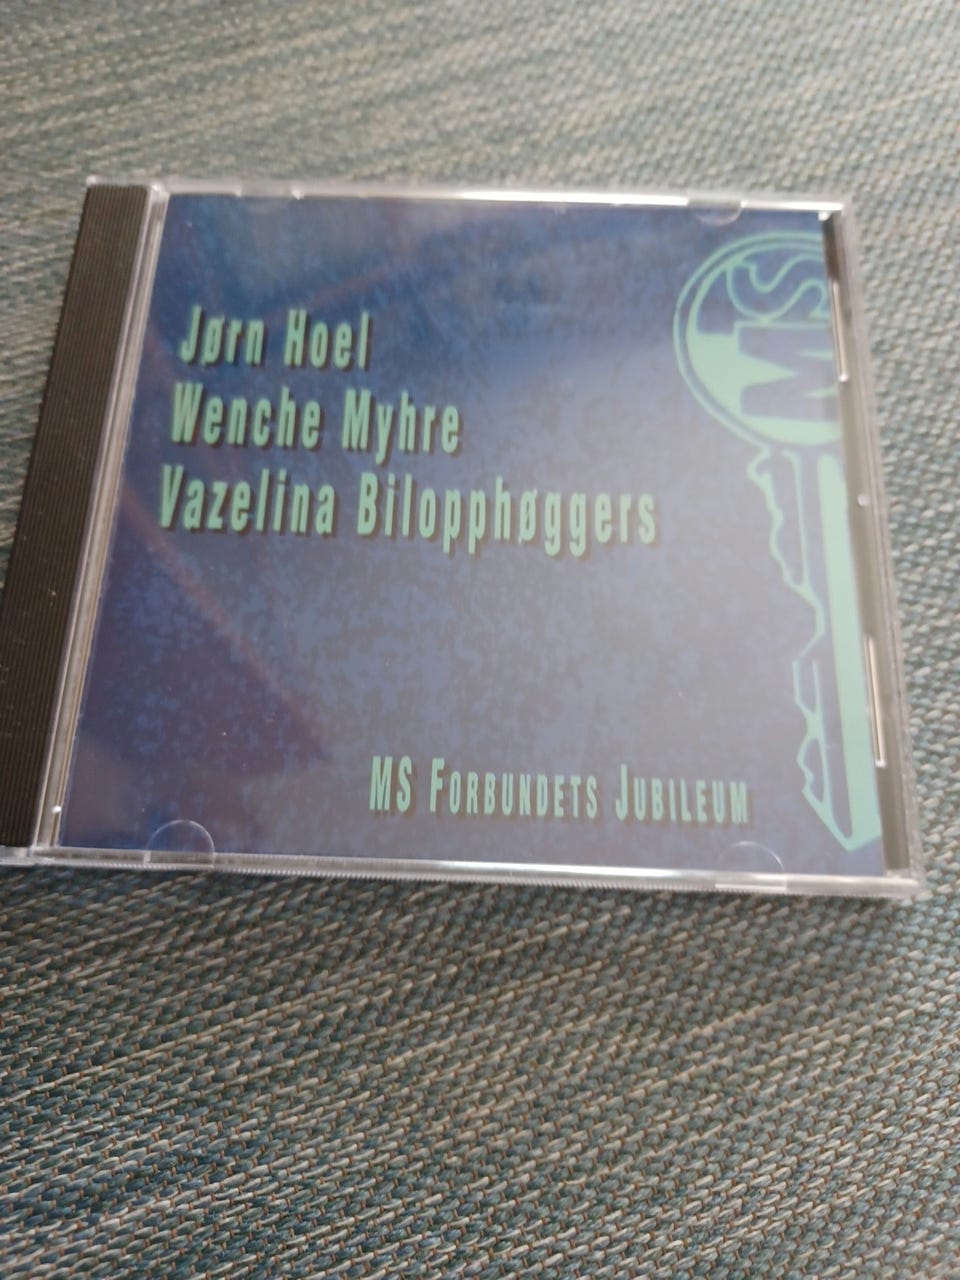 Jørn Hoel
Wenche Myhre
Vazelina Bilopphøggers
MS
MS FORBUNDETS JUBILEUM